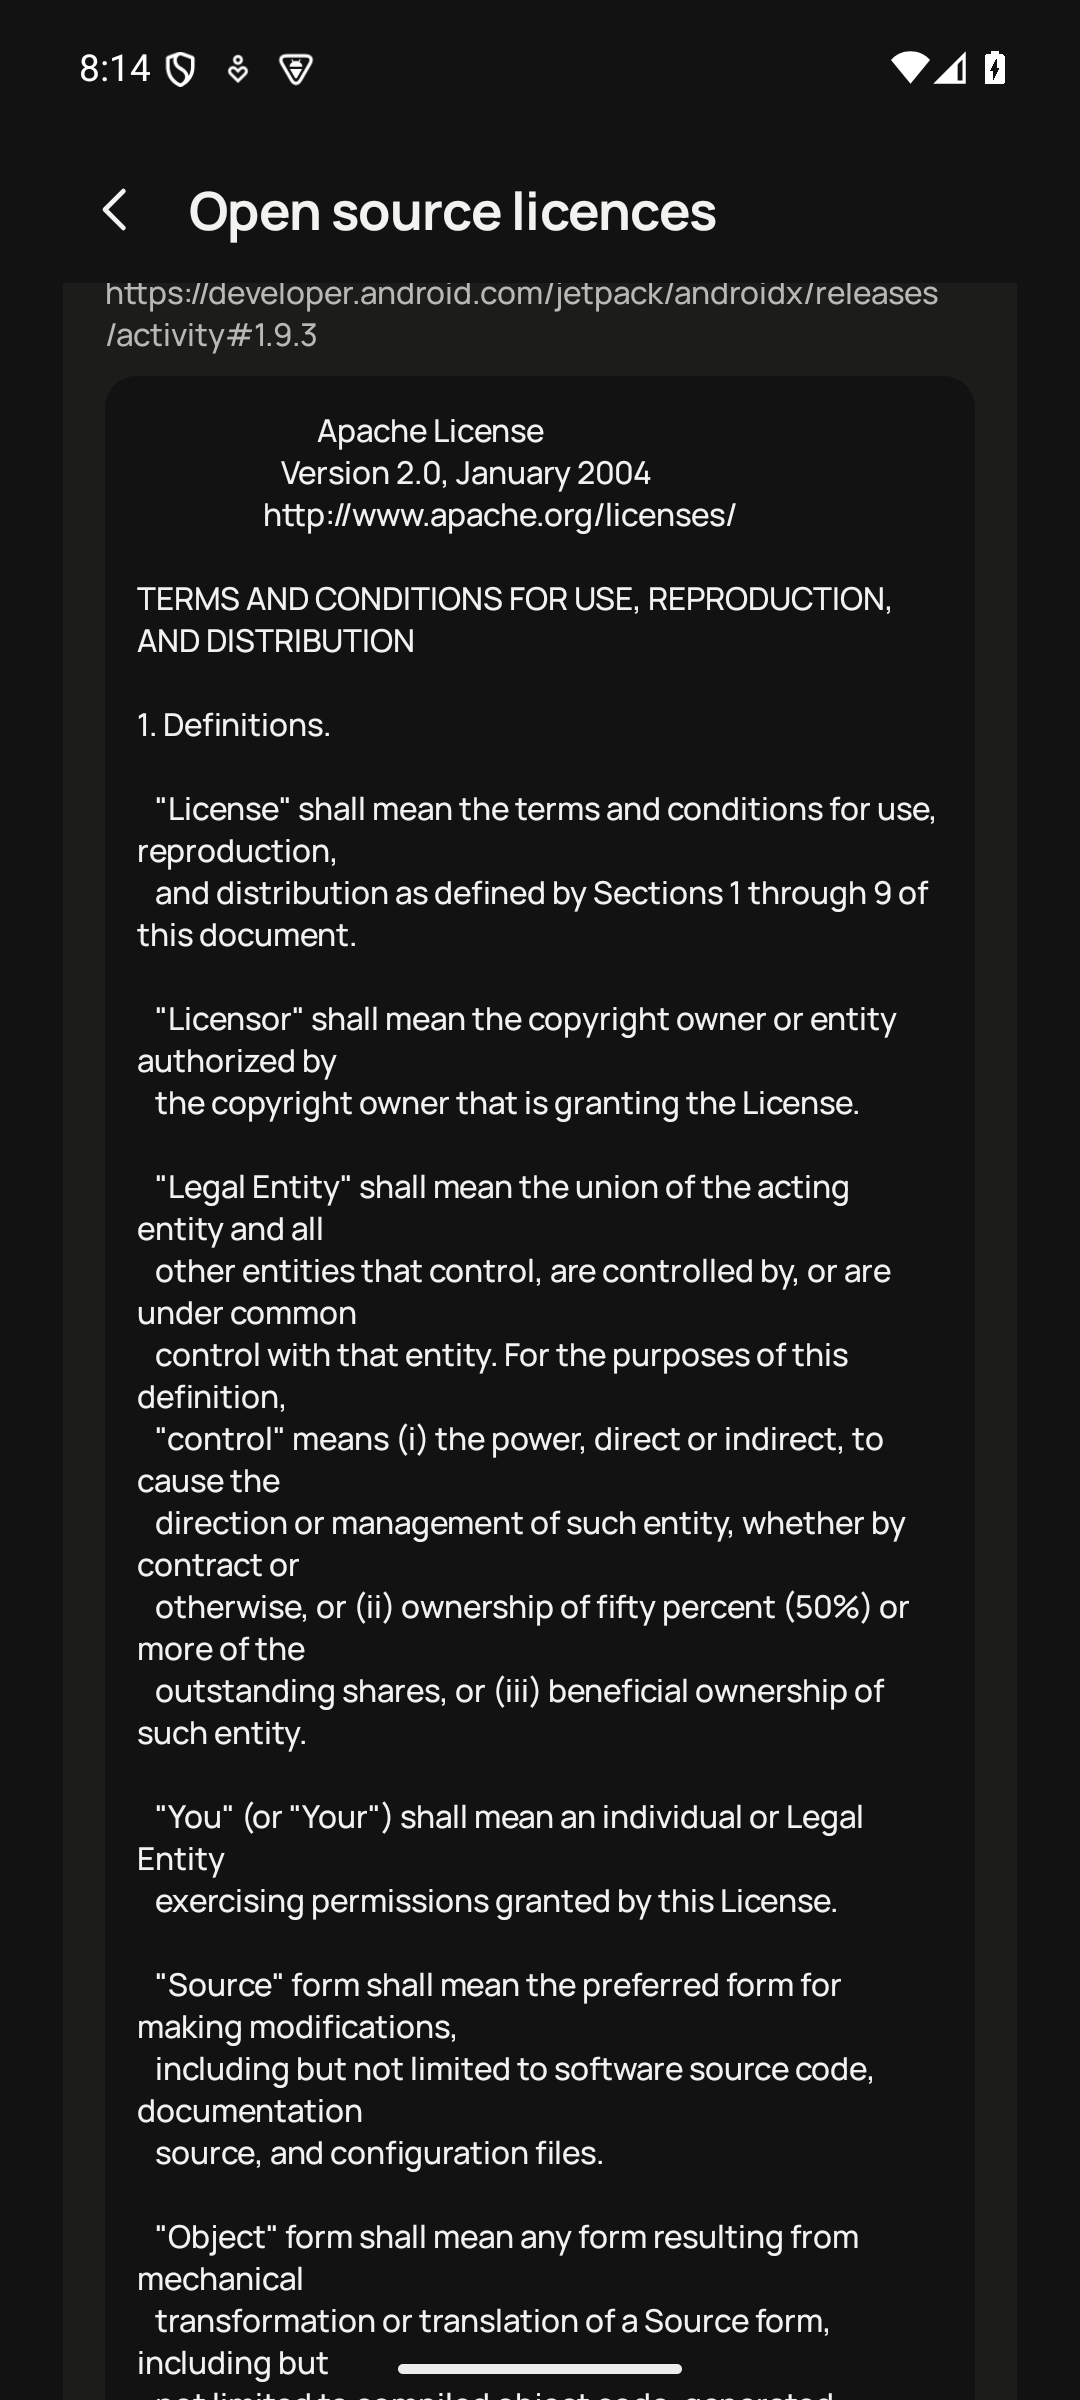 8:14
Open source licences
https://developer.android.com/jetpack/androidx/releases
/activity#1.9.3
Apache License
Version 2.0, January 2004
http://www.apache.org/licenses/
TERMS AND CONDITIONS FOR USE, REPRODUCTION,
AND DISTRIBUTION
1. Definitions.
"License" shall mean the terms and conditions for use,
reproduction,
and distribution as defined by Sections 1 through 9 of
this document.
"Licensor" shall mean the copyright owner or entity
authorized by
the copyright owner that is granting the License.
"Legal Entity" shall mean the union of the acting
entity and all
other entities that control, are controlled by, or are
under common
control with that entity. For the purposes of this
definition,
"control" means (i) the power, direct or indirect, to
cause the
direction or management of such entity, whether by
contract or
otherwise, or (ii) ownership of fifty percent (50%) or
more of the
outstanding shares, or (iii) beneficial ownership of
such entity.
"You" (or "Your") shall mean an individual or Legal
Entity
exercising permissions granted by this License.
"Source" form shall mean the preferred form for
making modifications,
including but not limited to software source code,
documentation
source, and configuration files.
"Object" form shall mean any form resulting from
mechanical
transformation or translation of a Source form,
including but
not limited to compiled object code, generated